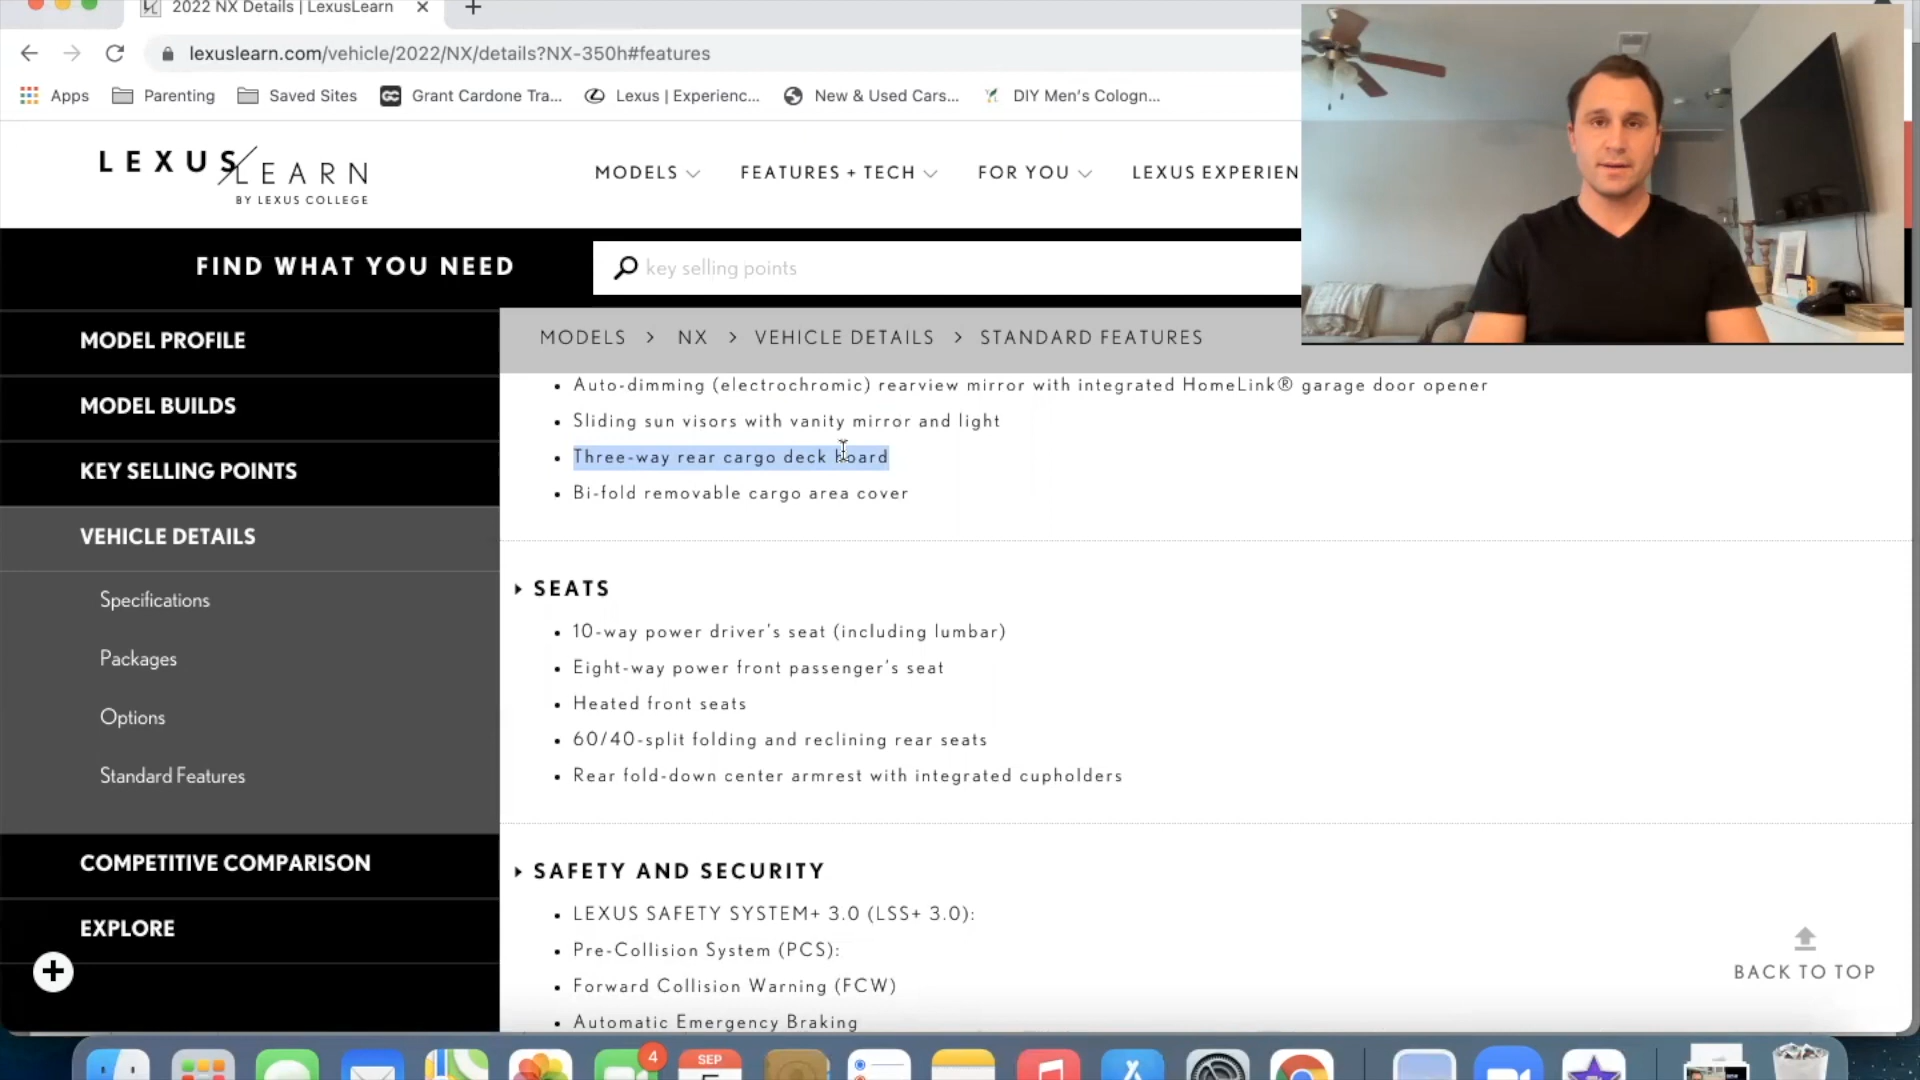 2022 NX Details | LexusLearn
lexuslearn.com/vehicle/2022/NX/details?NX-350h#features
Apps Parenting Saved Sites Grant Cardone Tra... Lexus | Experienc... New & Used Cars... DIY Men's Cologn...
LEXUS LEARN
BY LEXUS COLLEGE
MODELS FEATURES + TECH FOR YOU LEXUS EXPERIEN
FIND WHAT YOU NEED
key selling points
MODEL PROFILE
MODEL BUILDS
KEY SELLING POINTS
VEHICLE DETAILS
Specifications
Packages
Options
Standard Features
COMPETITIVE COMPARISON
EXPLORE
MODELS > NX > VEHICLE DETAILS > STANDARD FEATURES
• Auto-dimming (electrochromic) rearview mirror with integrated HomeLink® garage door opener
• Sliding sun visors with vanity mirror and light
• Three-way rear cargo deck board
• Bi-fold removable cargo area cover
SEATS
• 10-way power driver’s seat (including lumbar)
• Eight-way power front passenger’s seat
• Heated front seats
• 60/40-split folding and reclining rear seats
• Rear fold-down center armrest with integrated cupholders
SAFETY AND SECURITY
• LEXUS SAFETY SYSTEM+ 3.0 (LSS+ 3.0):
• Pre-Collision System (PCS):
• Forward Collision Warning (FCW)
• Automatic Emergency Braking
BACK TO TOP
4
SEP